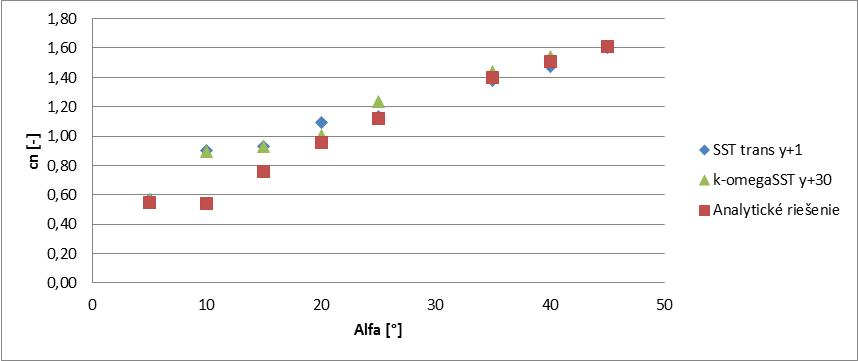 1,80
1,60
1,40
1,20
1,00
0,80
0,60
0,40
0,20
0,00
cn [-]
0 10 20 30 40 50
Alfa [°]
SST trans y+1
k-omegaSST y+30
Analytické riešenie